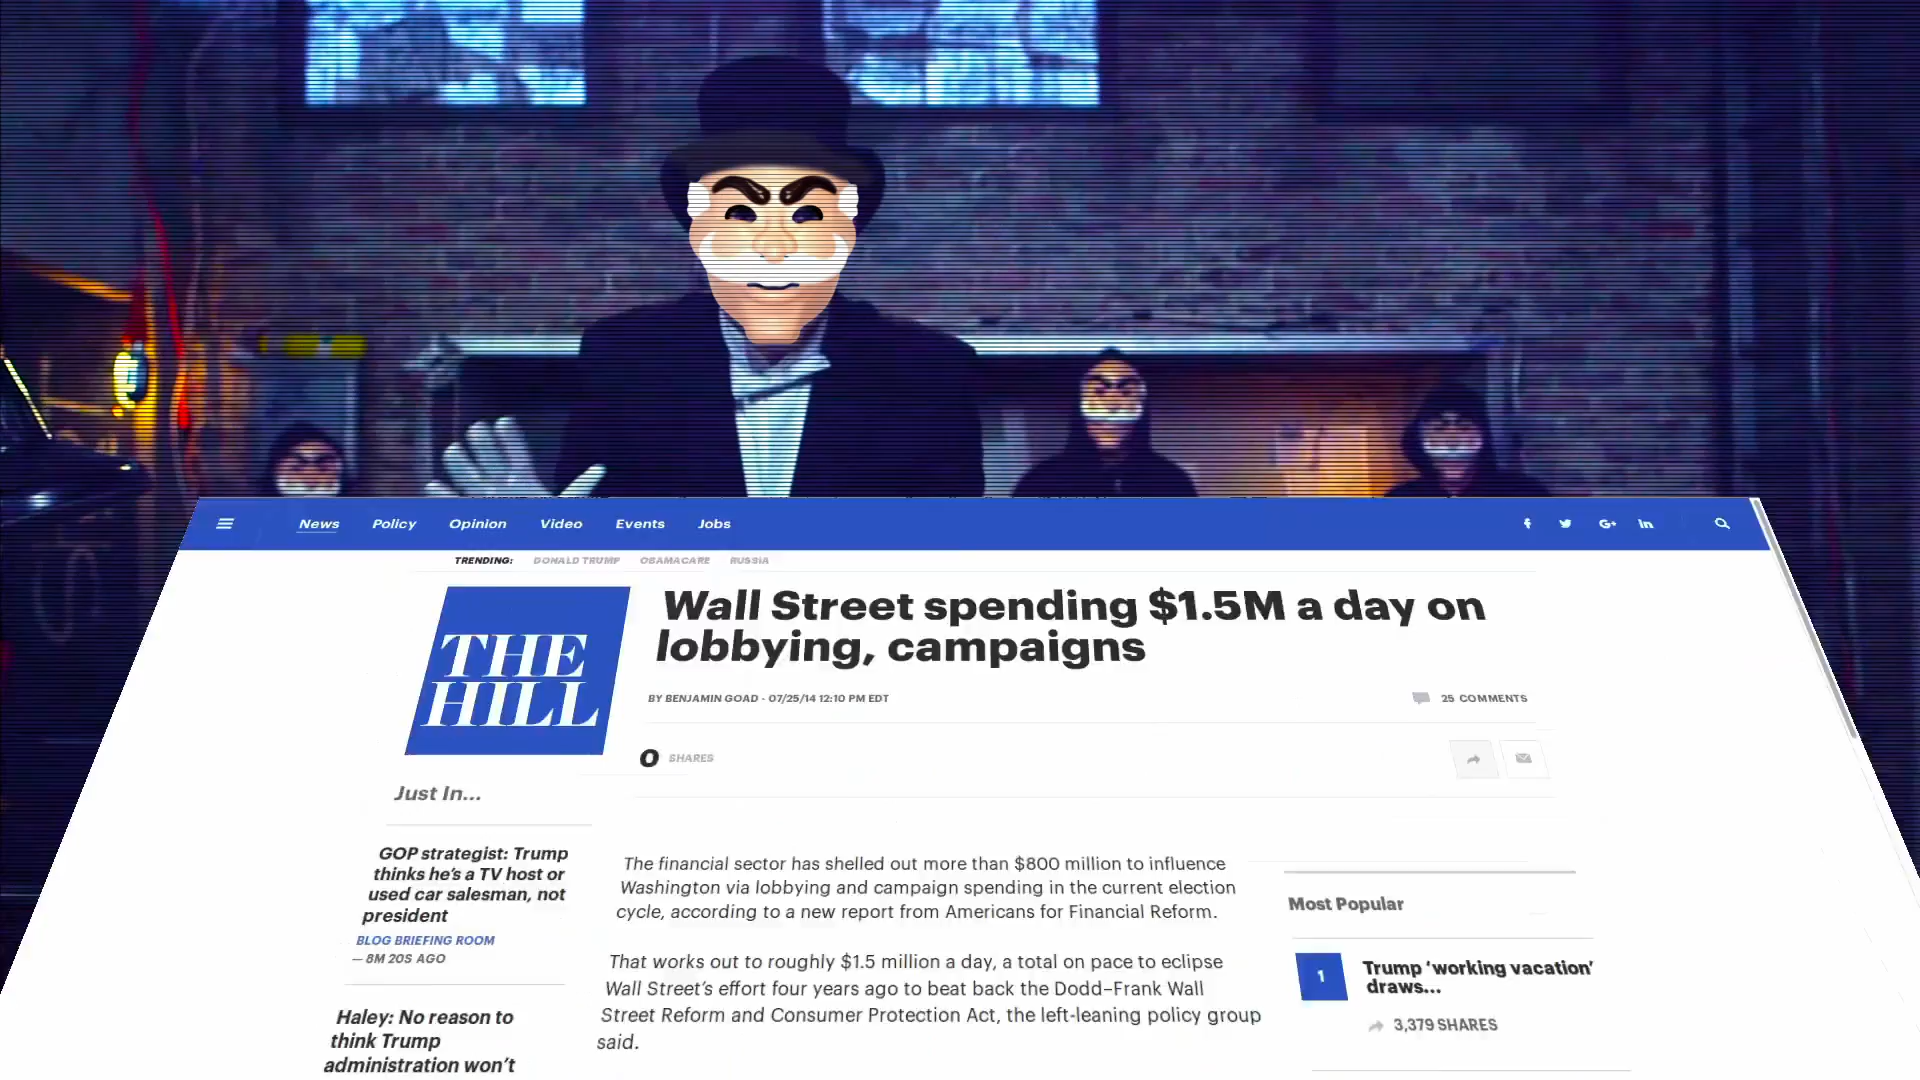 News Policy Opinion Video Events Jobs
TRENDING: DONALD TRUMP OBAMACARE RUSSIA
THE
HILL
Wall Street spending $1.5M a day on
lobbying, campaigns
BY BENJAMIN GOAD - 07/25/14 12:10 PM EDT
25 COMMENTS
0 SHARES
Just In...
GOP strategist: Trump
thinks he's a TV host or
used car salesman, not
president
BLOG BRIEFING ROOM
— 8M 20S AGO
Haley: No reason to
think Trump
administration won't
The financial sector has shelled out more than $800 million to influence
Washington via lobbying and campaign spending in the current election
cycle, according to a new report from Americans for Financial Reform.
That works out to roughly $1.5 million a day, a total on pace to eclipse
Wall Street's effort four years ago to beat back the Dodd–Frank Wall
Street Reform and Consumer Protection Act, the left-leaning policy group
said.
Most Popular
1
Trump 'working vacation'
draws...
3,379 SHARES